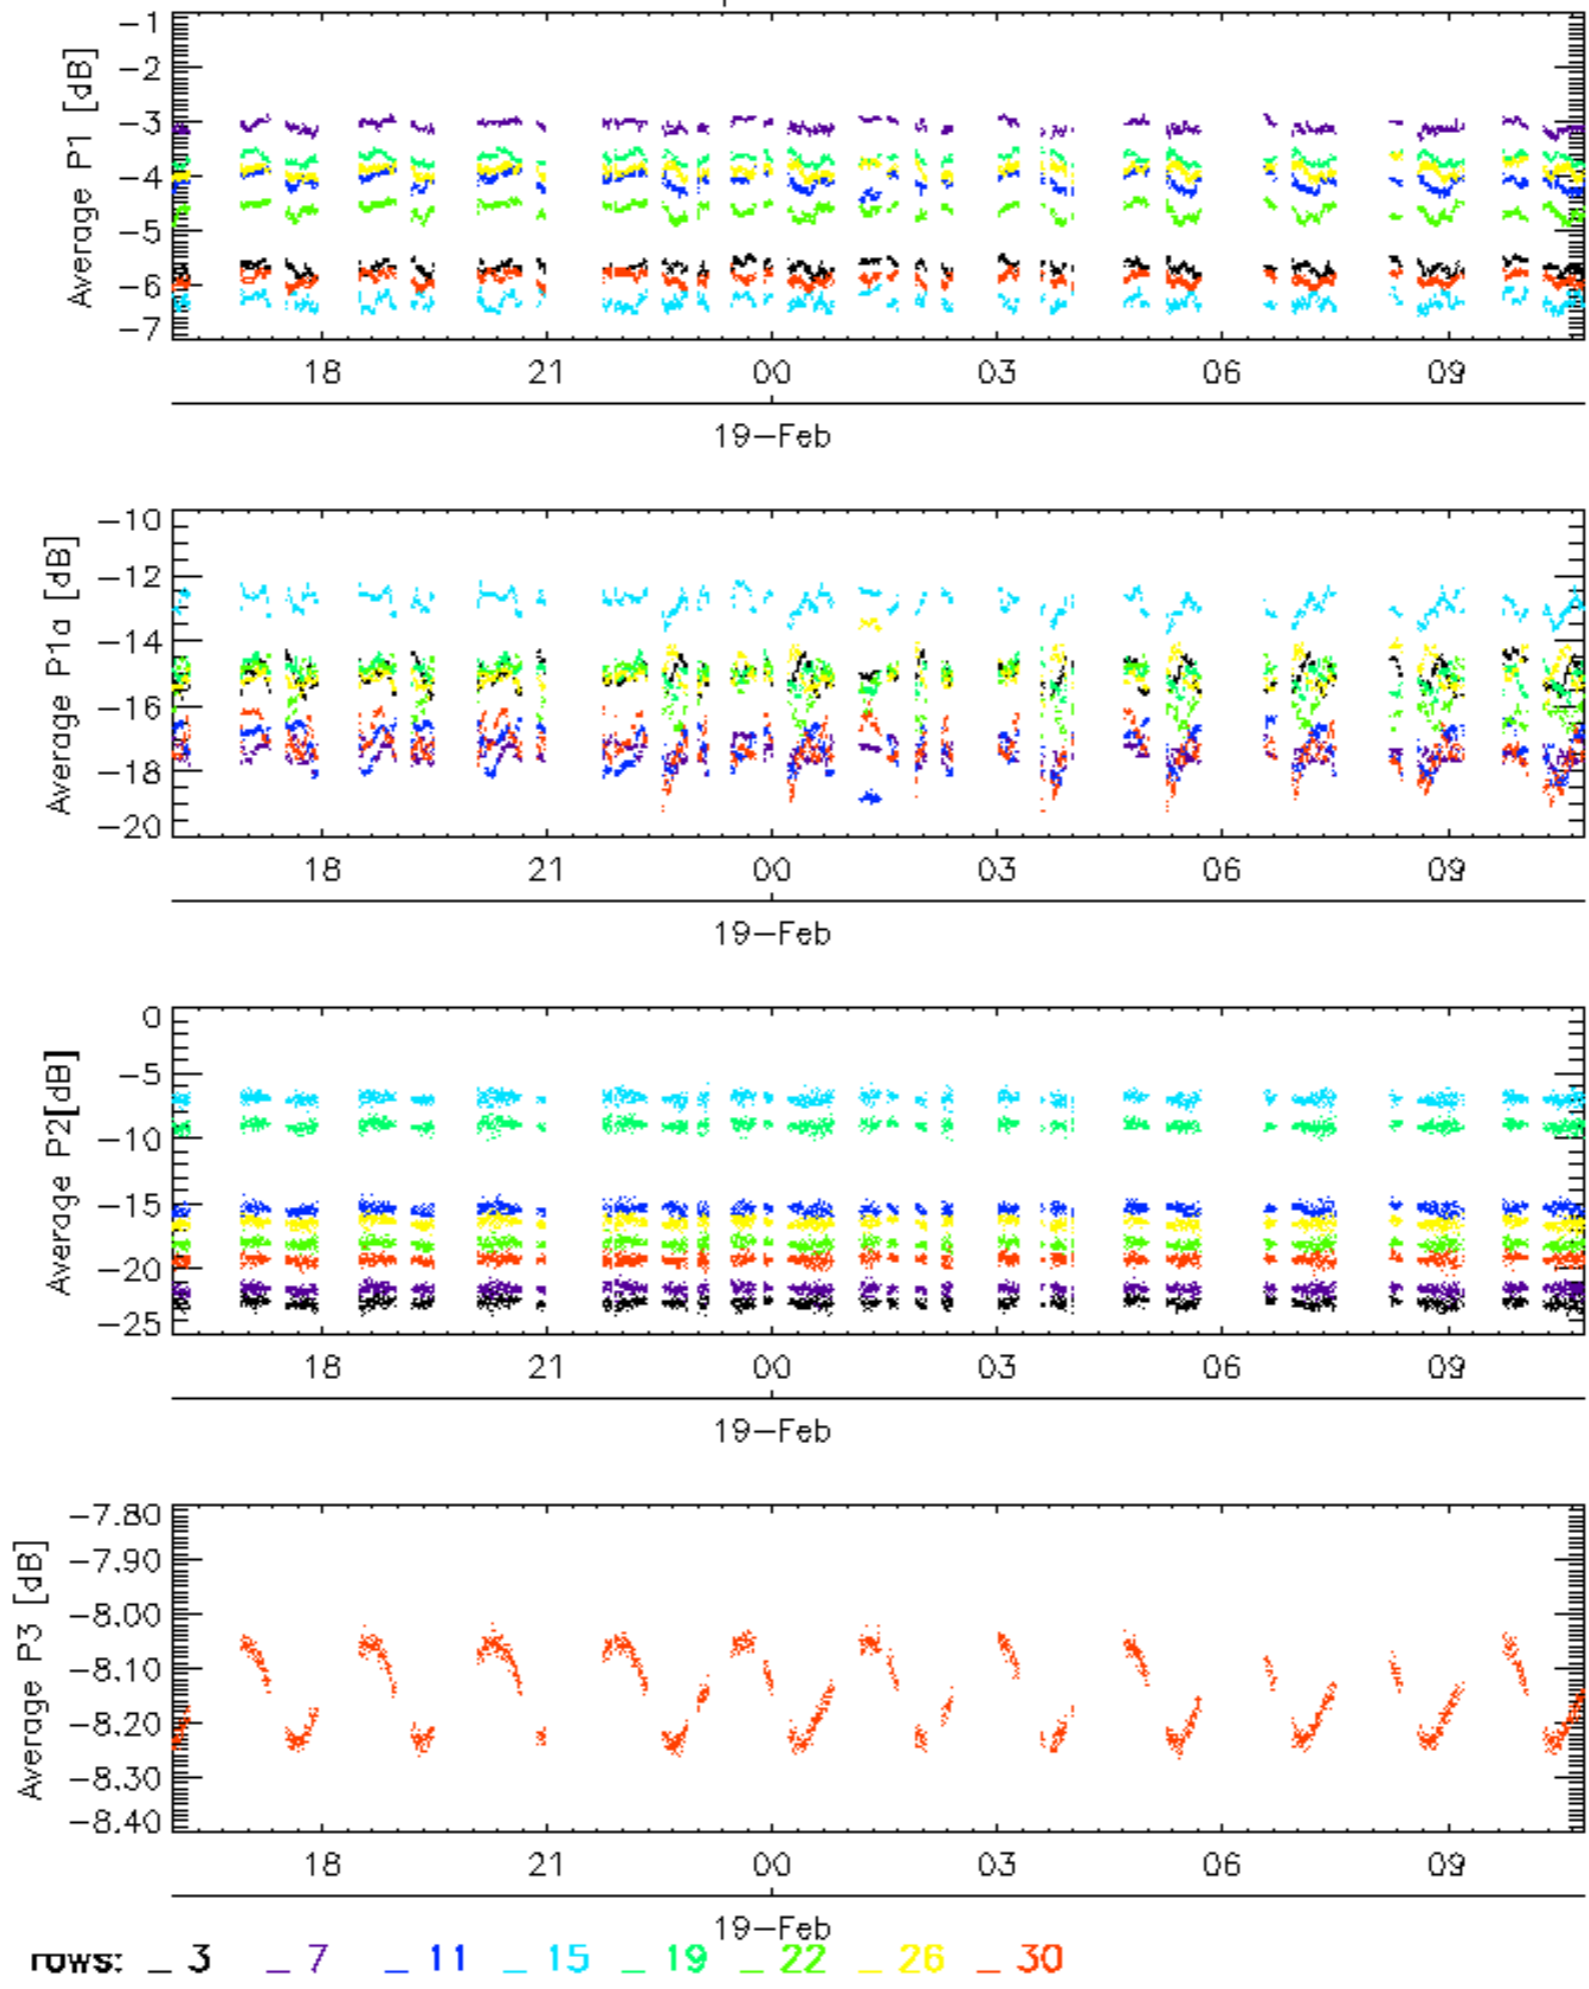 Average P1 [dB]
-1
-2
-3
-4
-5
-6
-7
18 21 00 03 06 09
19-Feb
Average P1a [dB]
-10
-12
-14
-16
-18
-20
18 21 00 03 06 09
19-Feb
Average P2[dB]
0
-5
-10
-15
-20
-25
18 21 00 03 06 09
19-Feb
Average P3 [dB]
-7.80
-7.90
-8.00
-8.10
-8.20
-8.30
-8.40
18 21 00 03 06 09
19-Feb
rows: _ 3 _ 7 _ 11 _ 15 _ 19 _ 22 _ 26 _ 30